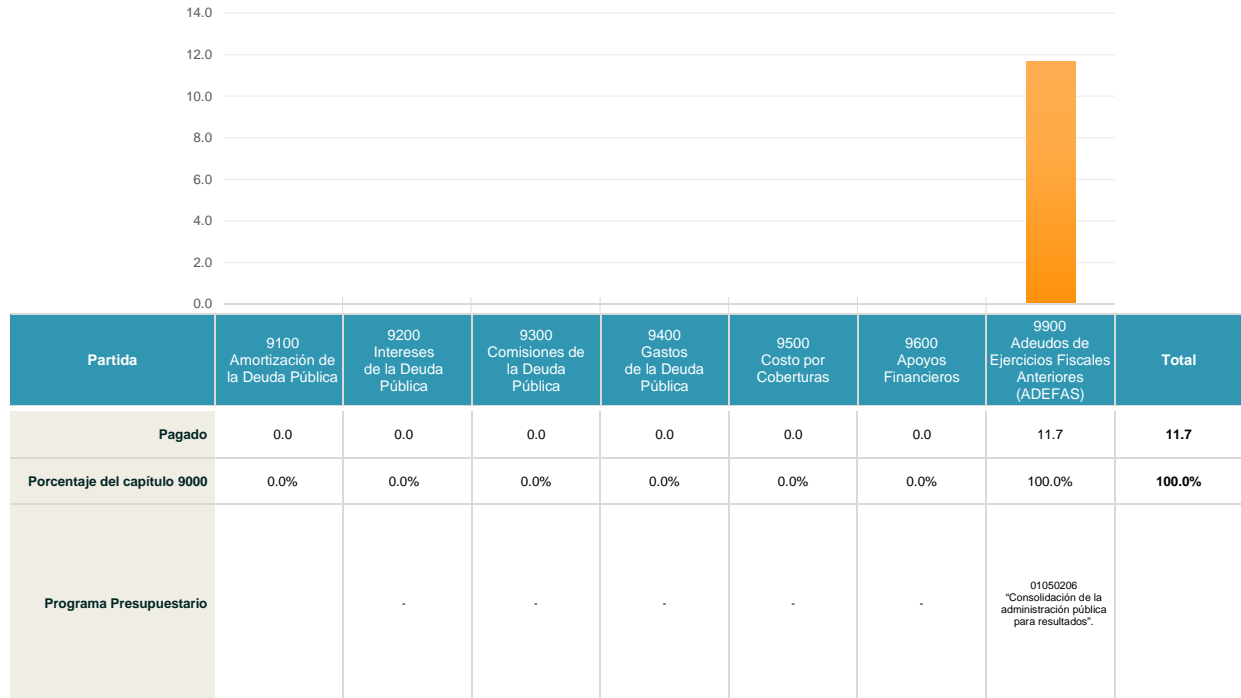 14.0
12.0
10.0
8.0
6.0
4.0
2.0
0.0
Partida
9100
Amortización de
la Deuda Pública
9200
Intereses
de la Deuda
Pública
9300
Comisiones de
la Deuda
Pública
9400
Gastos
de la Deuda
Pública
9500
Costo por
Coberturas
9600
Apoyos
Financieros
9900
Adeudos de
Ejercicios Fiscales
Anteriores
(ADEFAS)
Total
Pagado 0.0 0.0 0.0 0.0 0.0 0.0 11.7 11.7
Porcentaje del capítulo 9000 0.0% 0.0% 0.0% 0.0% 0.0% 0.0% 100.0% 100.0%
Programa Presupuestario - - - - -
01050206
“Consolidación de la
administración pública
para resultados”.